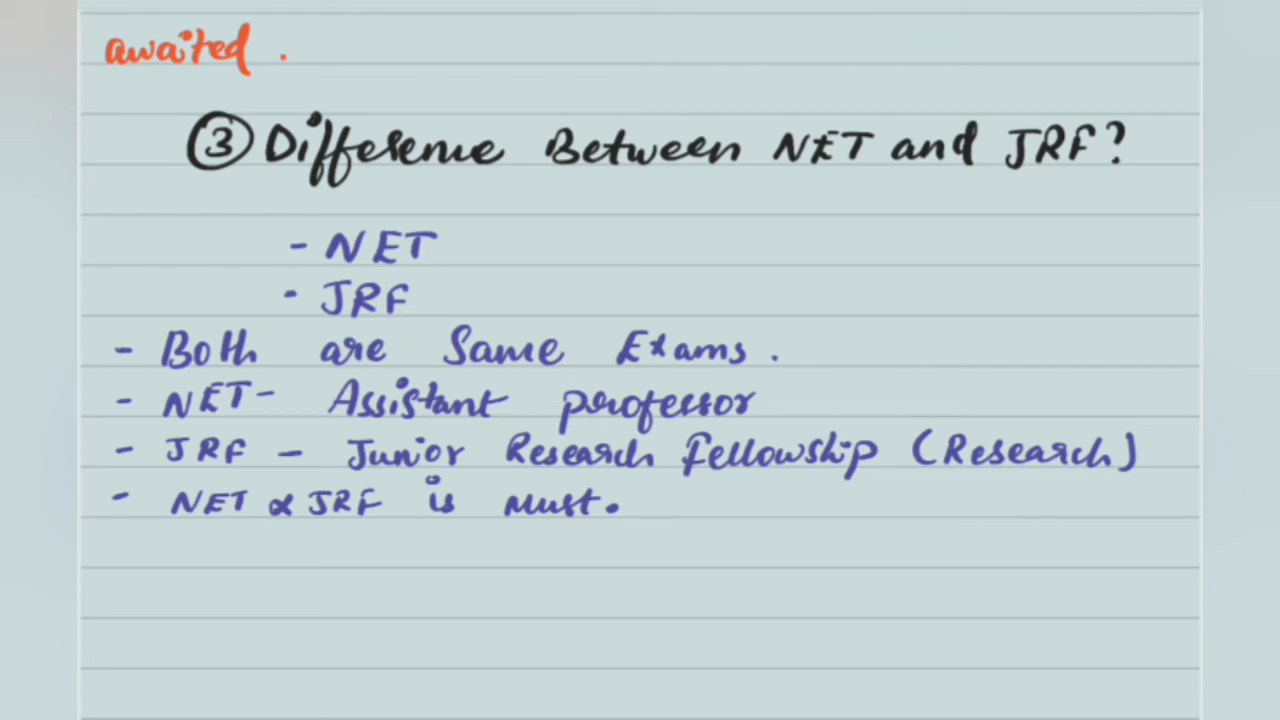 awaited .
③ Difference Between NET and JRF?
- NET
- JRF
- Both are Same Exams .
- NET - Assistant professor
- JRF - Junior Research Fellowship (Research)
- NET & JRF is must.